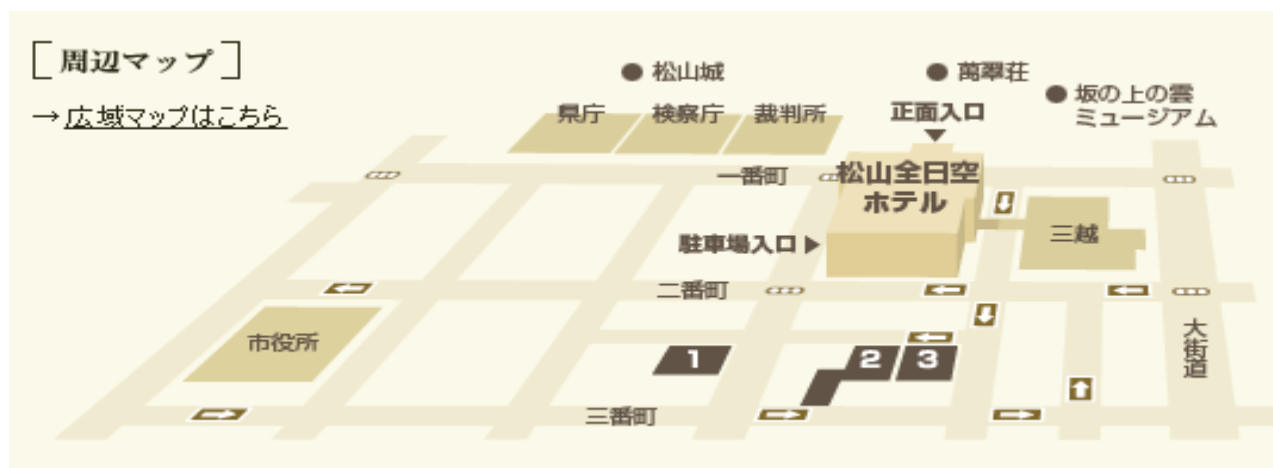 周辺マップ
→広域マップはこちら
松山城
萬翠荘
坂の上の雲
ミュージアム
県庁
検察庁
裁判所
正面入口
一番町
松山全日空
ホテル
三越
駐車場入口
二番町
市役所
大街道
1
2
3
三番町